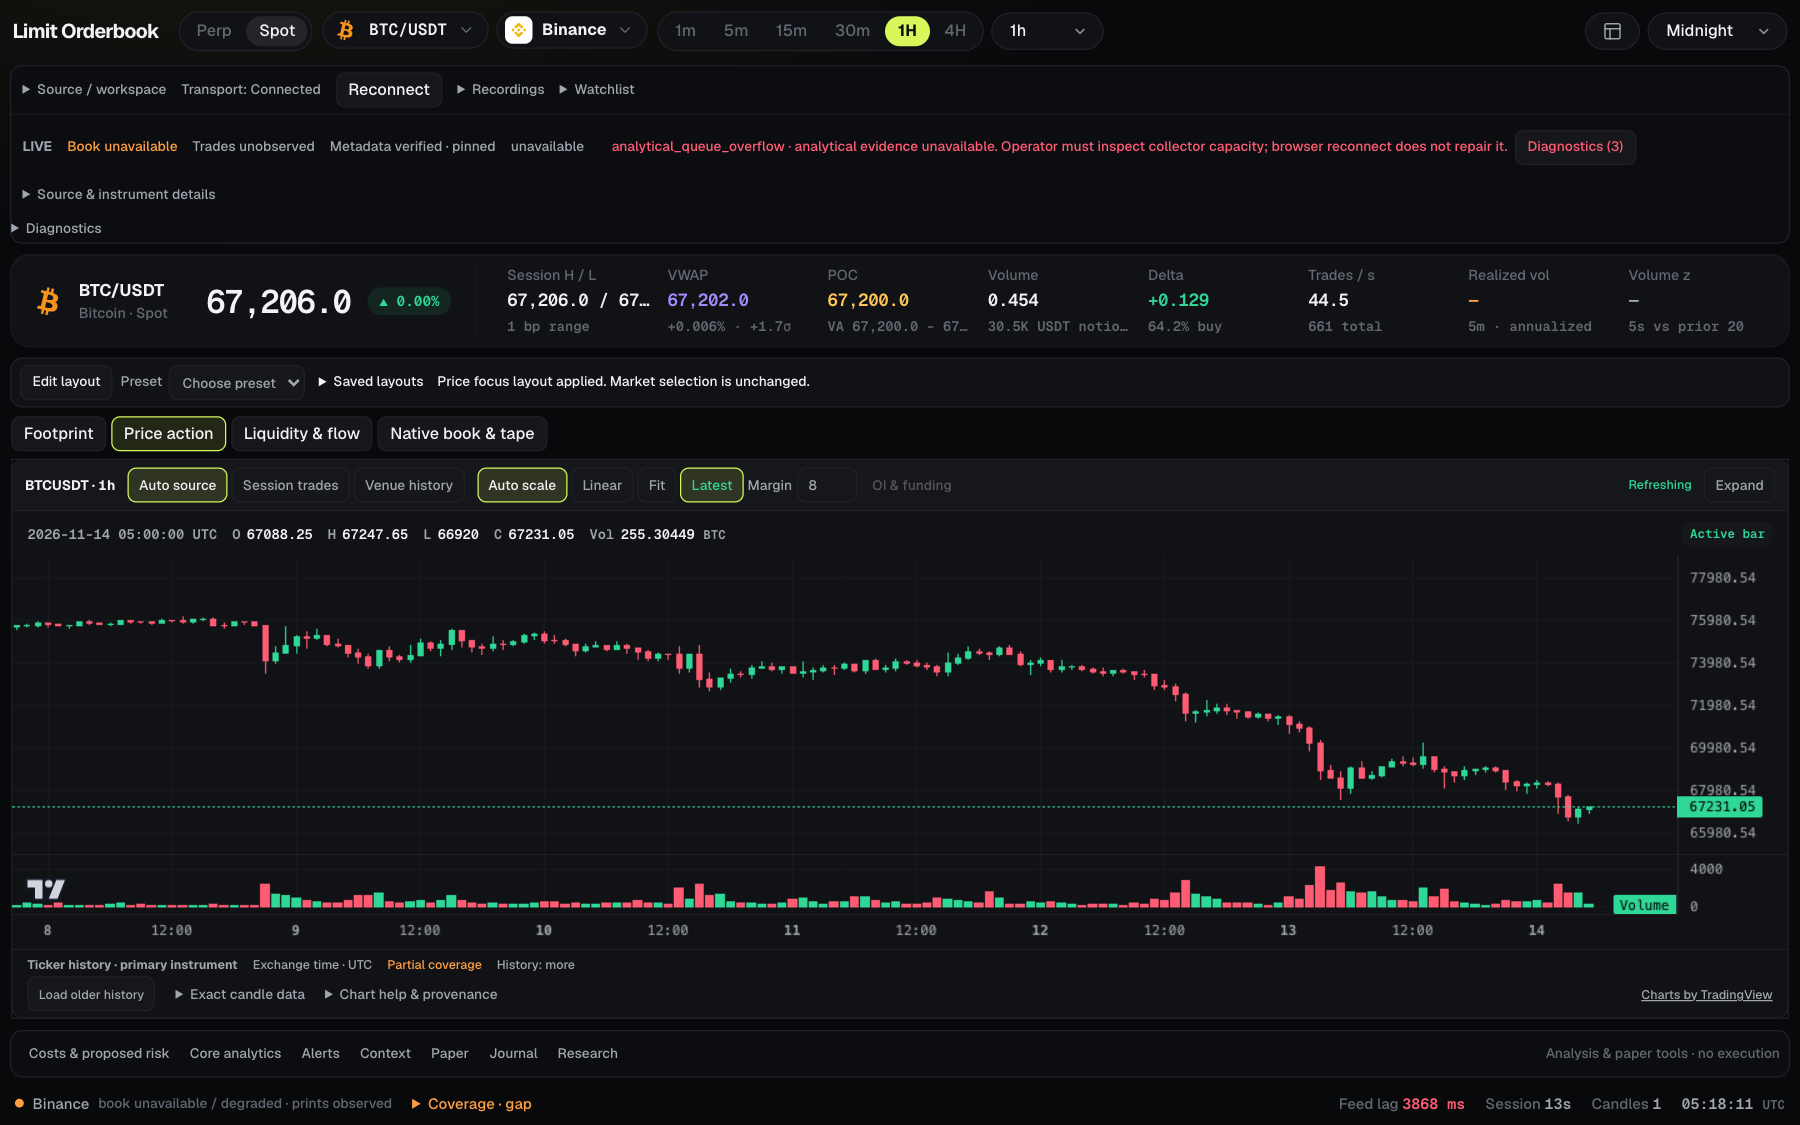 Limit Orderbook Perp Spot BTC/USDT Binance 1m 5m 15m 30m 1H 4H 1h Midnight
Source / workspace Transport: Connected Reconnect Recordings Watchlist
LIVE Book unavailable Trades unobserved Metadata verified · pinned unavailable analytical_queue_overflow · analytical evidence unavailable. Operator must inspect collector capacity; browser reconnect does not repair it. Diagnostics (3)
Source & instrument details
Diagnostics
Session H / L VWAP POC Volume Delta Trades / s Realized vol Volume z
BTC/USDT 67,206.0 ▲ 0.00% 67,206.0 / 67… 67,202.0 67,200.0 0.454 +0.129 44.5 – –
Bitcoin · Spot 1 bp range +0.006% · +1.7σ VA 67,200.0 – 67… 30.5K USDT notio… 64.2% buy 661 total 5m · annualized 5s vs prior 20
Edit layout Preset Choose preset Saved layouts Price focus layout applied. Market selection is unchanged.
Footprint Price action Liquidity & flow Native book & tape
BTCUSDT · 1h Auto source Session trades Venue history Auto scale Linear Fit Latest Margin 8 OI & funding Refreshing Expand
2026-11-14 05:00:00 UTC O 67088.25 H 67247.65 L 66920 C 67231.05 Vol 255.30449 BTC Active bar
77980.54
75980.54
73980.54
71980.54
69980.54
67980.54
67231.05
65980.54
4000
Volume 0
8 12:00 9 12:00 10 12:00 11 12:00 12 12:00 13 12:00 14
Ticker history · primary instrument Exchange time · UTC Partial coverage History: more
Load older history Exact candle data Chart help & provenance Charts by TradingView
Costs & proposed risk Core analytics Alerts Context Paper Journal Research Analysis & paper tools · no execution
Binance book unavailable / degraded · prints observed Coverage · gap Feed lag 3868 ms Session 13s Candles 1 05:18:11 UTC